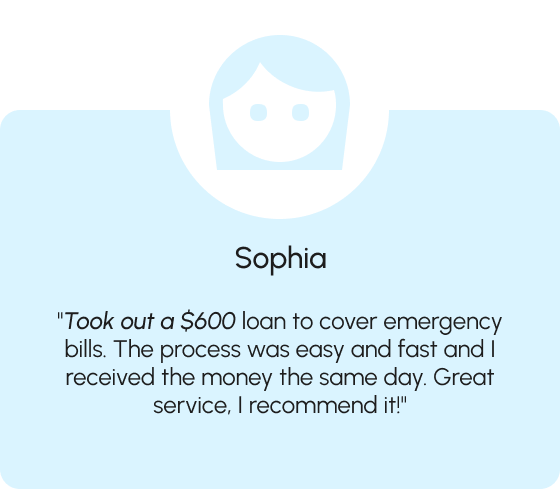 Sophia
"Took out a $600 loan to cover emergency
bills. The process was easy and fast and I
received the money the same day. Great
service, I recommend it!"